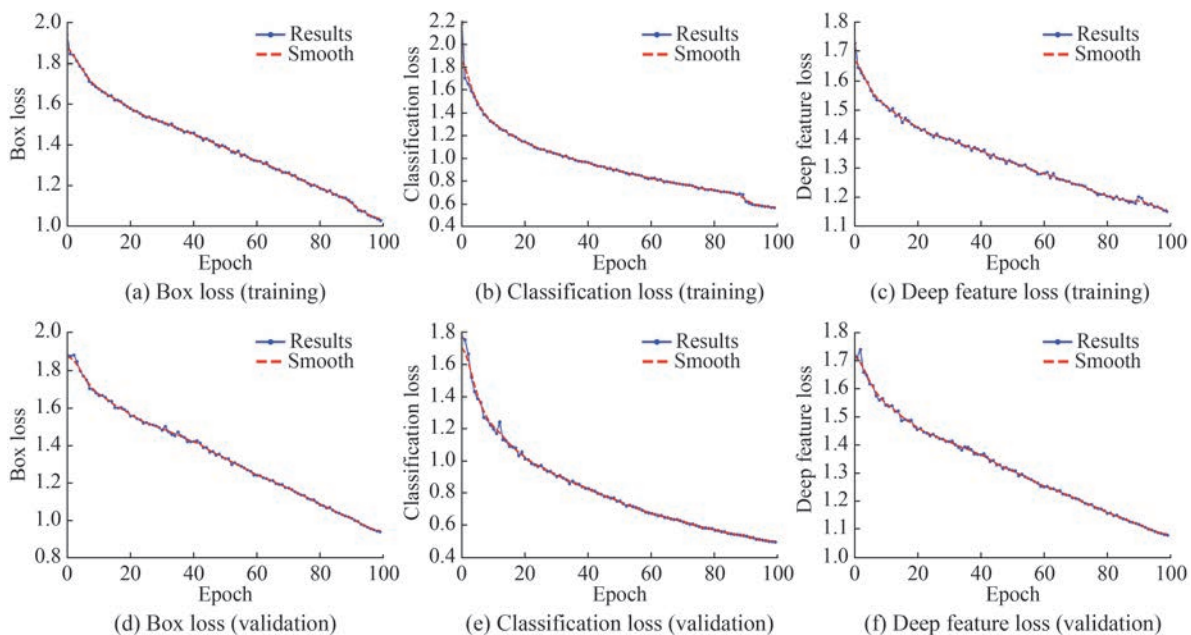 2.0
1.8
1.6
1.4
1.2
1.0
Box loss
0 20 40 60 80 100
Epoch
Results
Smooth
(a) Box loss (training)
2.2
2.0
1.8
1.6
1.4
1.2
1.0
0.8
0.6
0.4
Classification loss
0 20 40 60 80 100
Epoch
Results
Smooth
(b) Classification loss (training)
1.8
1.7
1.6
1.5
1.4
1.3
1.2
1.1
Deep feature loss
0 20 40 60 80 100
Epoch
Results
Smooth
(c) Deep feature loss (training)
2.0
1.8
1.6
1.4
1.2
1.0
0.8
Box loss
0 20 40 60 80 100
Epoch
Results
Smooth
(d) Box loss (validation)
1.8
1.6
1.4
1.2
1.0
0.8
0.6
0.4
Classification loss
0 20 40 60 80 100
Epoch
Results
Smooth
(e) Classification loss (validation)
1.8
1.7
1.6
1.5
1.4
1.3
1.2
1.1
1.0
Deep feature loss
0 20 40 60 80 100
Epoch
Results
Smooth
(f) Deep feature loss (validation)